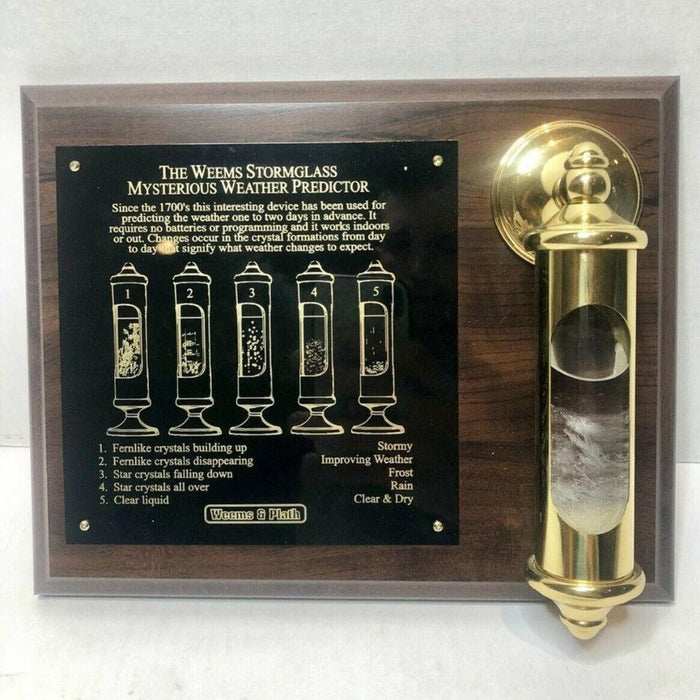 THE WEEMS STORMGLASS
MYSTERIOUS WEATHER PREDICTOR
Since the 1700's this interesting device has been used for
predicting the weather one to two days in advance. It
requires no batteries or programming and it works indoors
or out. Changes occur in the crystal formations from day
to day that signify what weather changes to expect.
1 2 3 4 5
1. Fernlike crystals building up Stormy
2. Fernlike crystals disappearing Improving Weather
3. Star crystals falling down Frost
4. Star crystals all over Rain
5. Clear liquid Clear & Dry
Weems & Plath